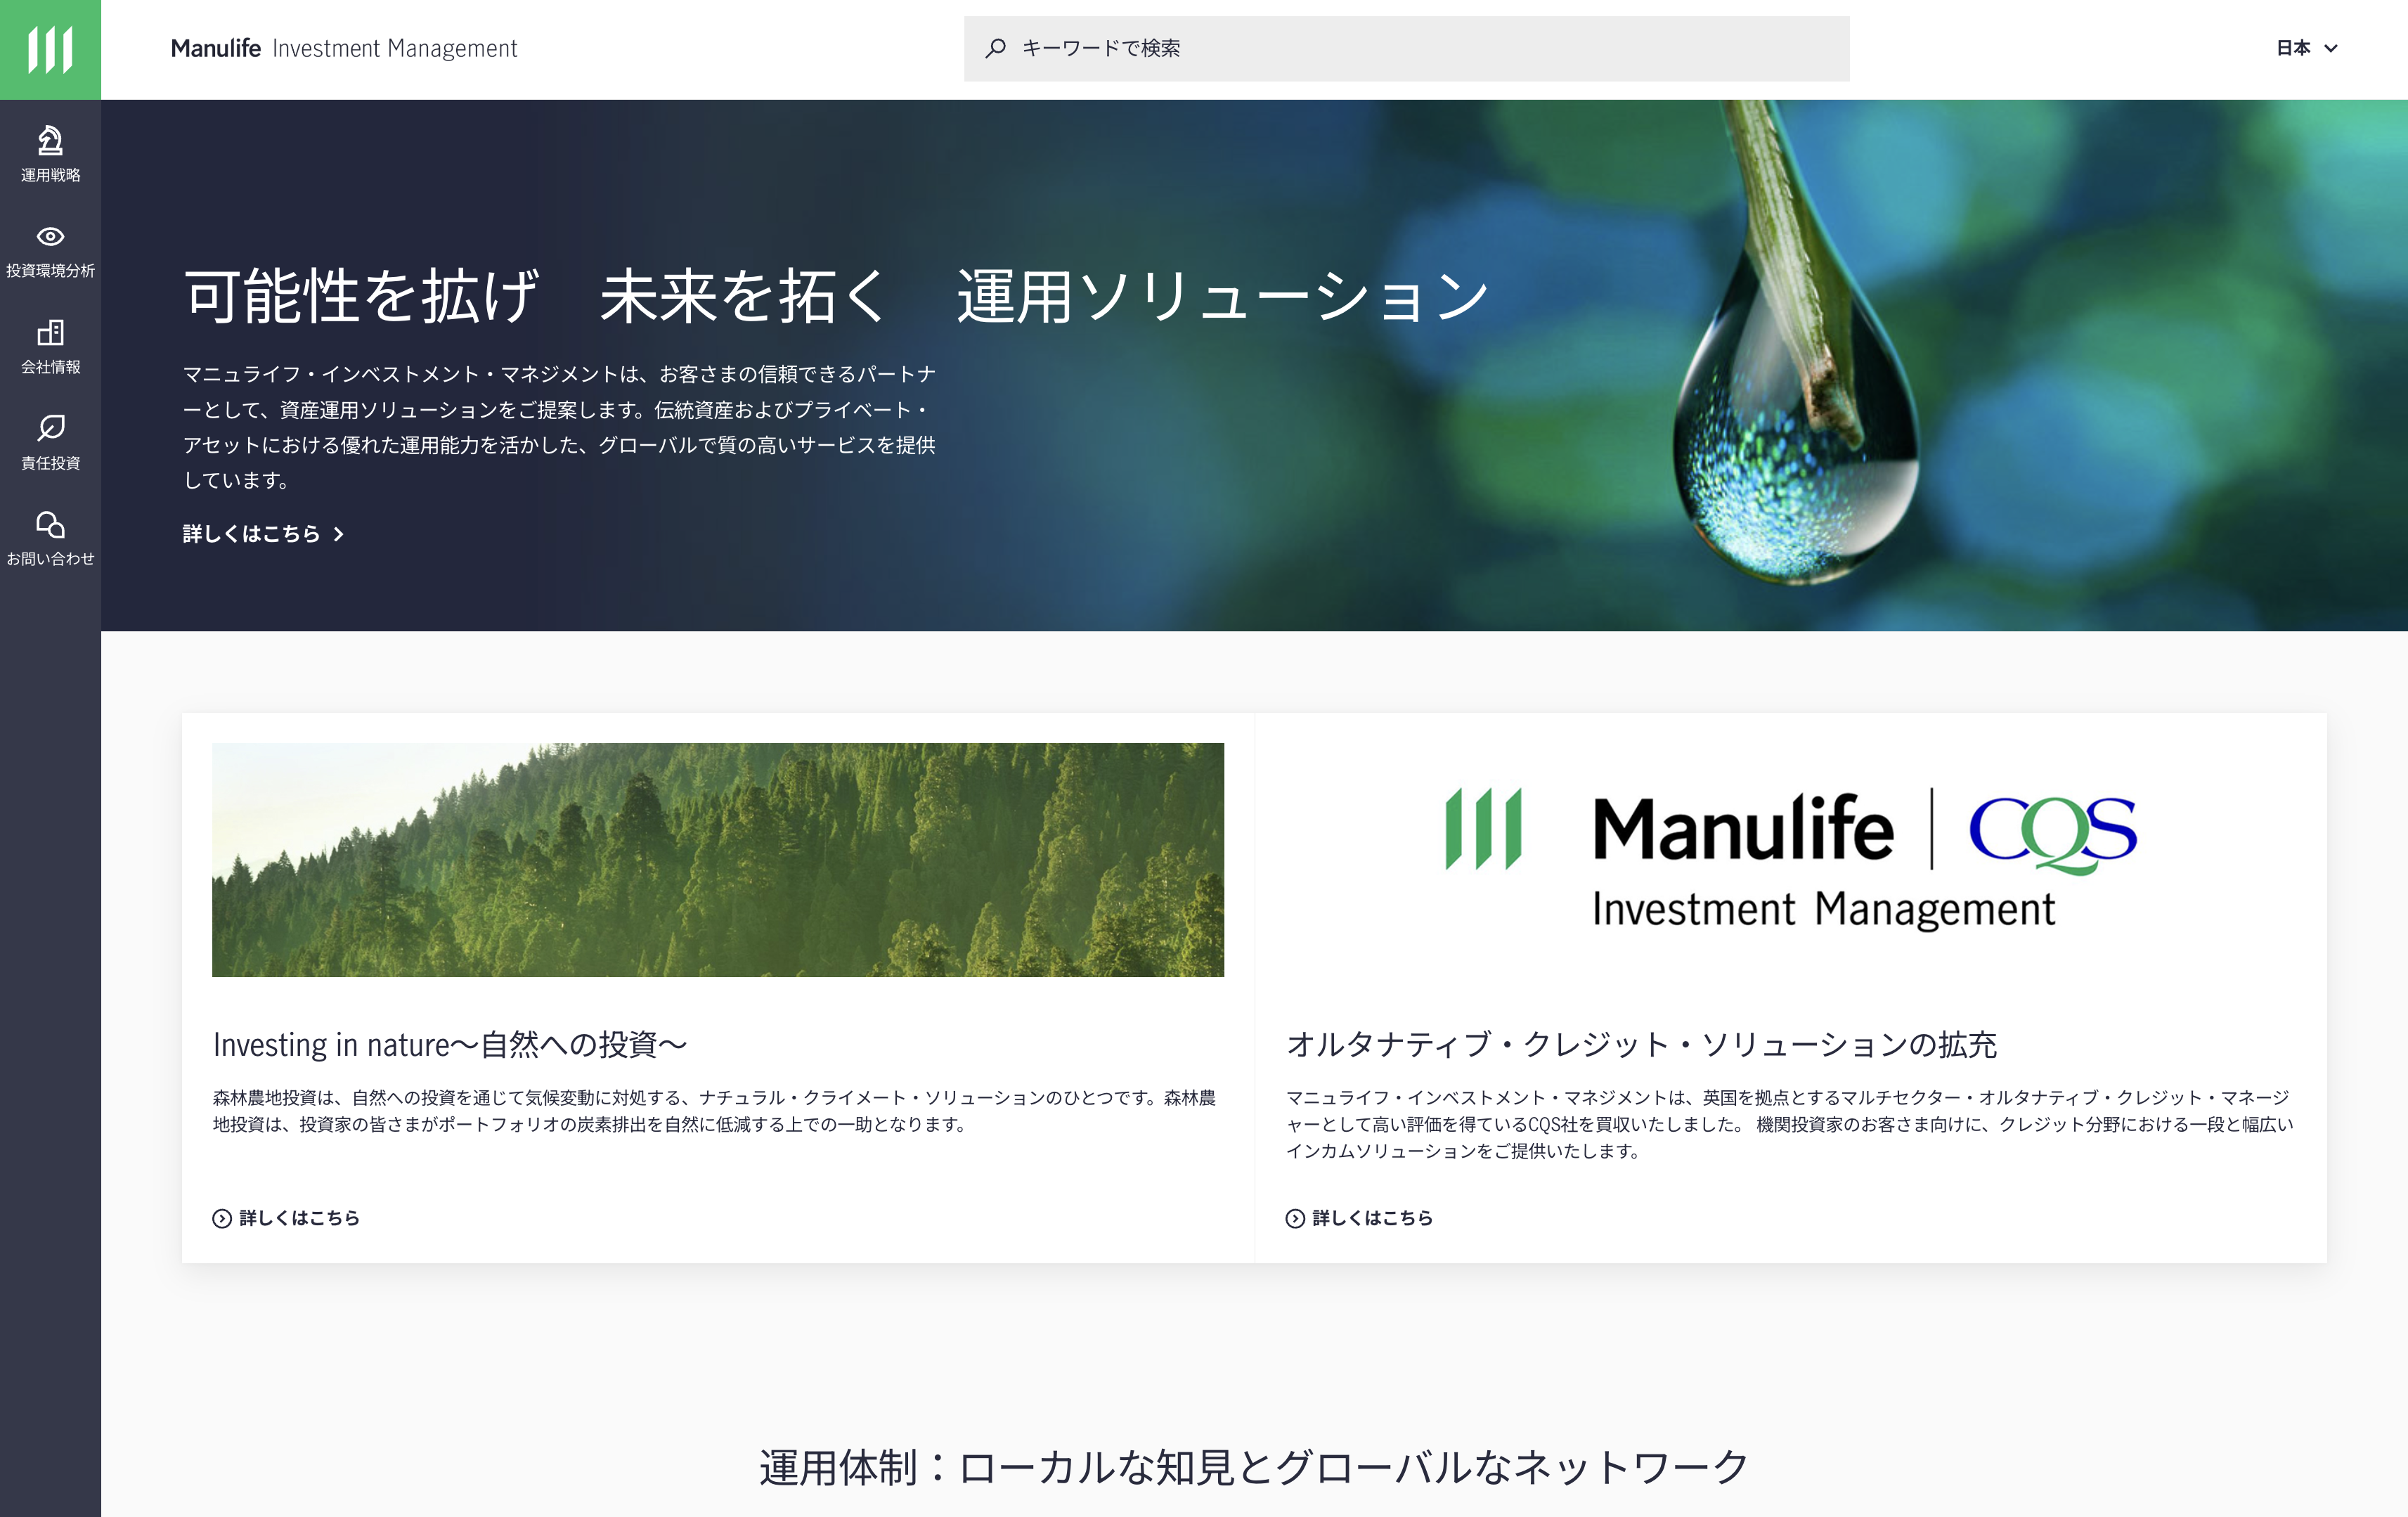 Manulife Investment Management
キーワードで検索
日本
運用戦略
投資環境分析
会社情報
責任投資
お問い合わせ
可能性を拡げ　未来を拓く　運用ソリューション
マニュライフ・インベストメント・マネジメントは、お客さまの信頼できるパートナ
ーとして、資産運用ソリューションをご提案します。伝統資産およびプライベート・
アセットにおける優れた運用能力を活かした、グローバルで質の高いサービスを提供
しています。
詳しくはこちら
Investing in nature～自然への投資～
森林農地投資は、自然への投資を通じて気候変動に対処する、ナチュラル・クライメート・ソリューションのひとつです。森林農
地投資は、投資家の皆さまがポートフォリオの炭素排出を自然に低減する上での一助となります。
詳しくはこちら
Manulife | CQS
Investment Management
オルタナティブ・クレジット・ソリューションの拡充
マニュライフ・インベストメント・マネジメントは、英国を拠点とするマルチセクター・オルタナティブ・クレジット・マネージ
ャーとして高い評価を得ているCQS社を買収いたしました。 機関投資家のお客さま向けに、クレジット分野における一段と幅広い
インカムソリューションをご提供いたします。
詳しくはこちら
運用体制：ローカルな知見とグローバルなネットワーク